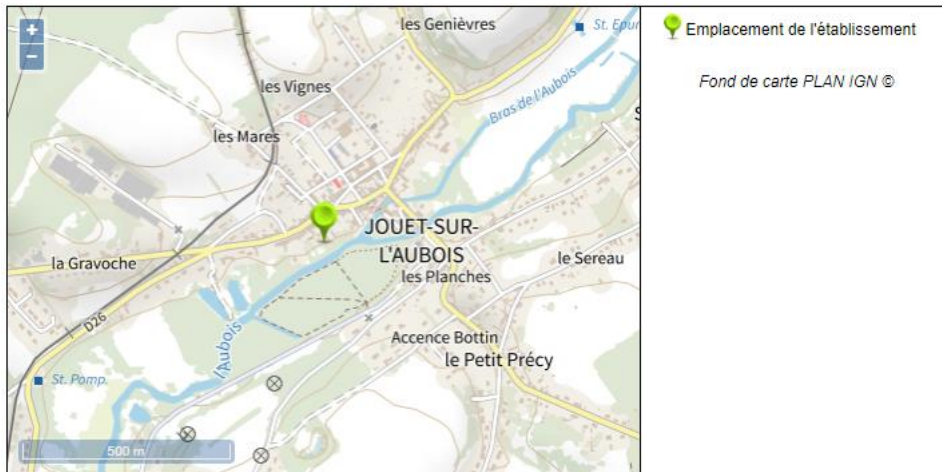 +
−
les Genièvres
St. Epur
les Vignes
Bras de l'Aubois
les Mares
S
JOUET-SUR-
L'AUBOIS
la Gravoche
les Planches
le Sereau
D26
l'Aubois
Accence Bottin
le Petit Précy
St. Pomp.
500 m
Emplacement de l'établissement
Fond de carte PLAN IGN ©